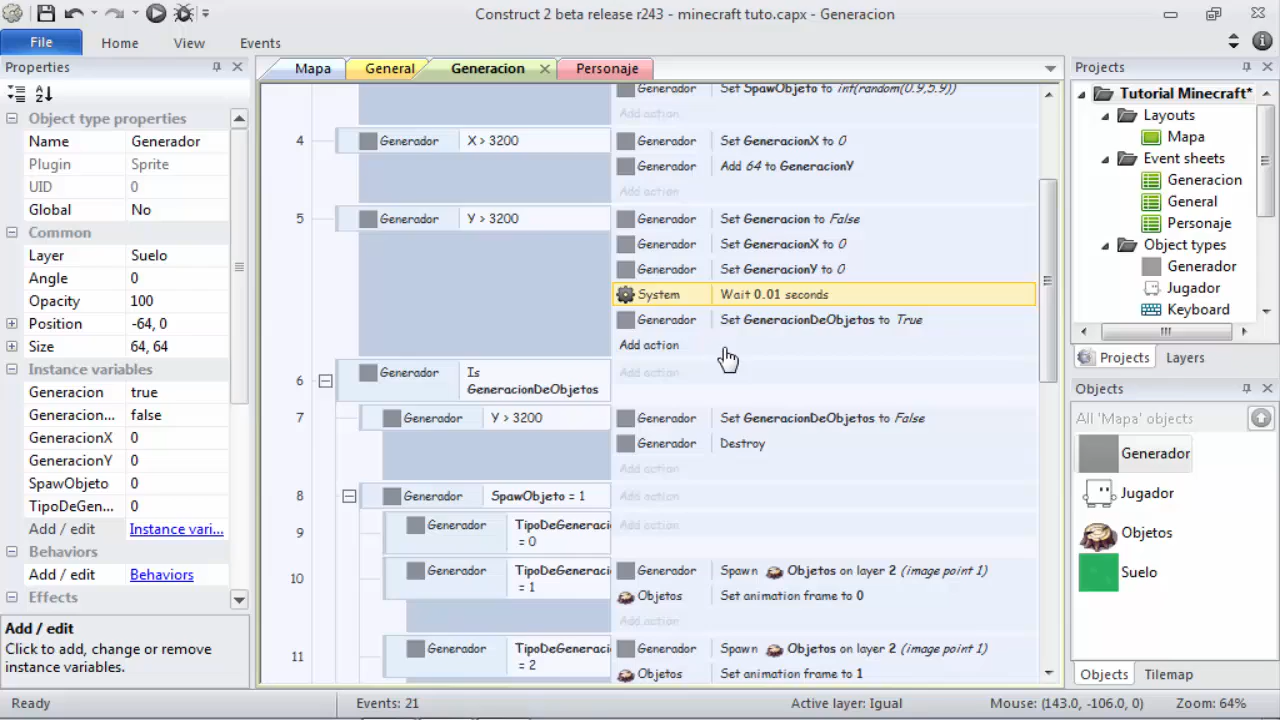 Construct 2 beta release r243 - minecraft tuto.capx - Generacion
File Home View Events
Properties
Mapa General Generacion Personaje
Projects
Object type properties
Name Generador
Plugin Sprite
UID 0
Global No
Common
Layer Suelo
Angle 0
Opacity 100
Position -64, 0
Size 64, 64
Instance variables
Generacion true
Generacion... false
GeneracionX 0
GeneracionY 0
SpawObjeto 0
TipoDeGen... 0
Add / edit Instance vari...
Behaviors
Add / edit Behaviors
Effects
Add / edit
Click to add, change or remove
instance variables.
Generador Set SpawObjeto to int(random(0.9,5.9))
Add action
4 Generador X > 3200 Generador Set GeneracionX to 0
Generador Add 64 to GeneracionY
Add action
5 Generador Y > 3200 Generador Set Generacion to False
Generador Set GeneracionX to 0
Generador Set GeneracionY to 0
System Wait 0.01 seconds
Generador Set GeneracionDeObjetos to True
Add action
6 Generador Is GeneracionDeObjetos Add action
7 Generador Y > 3200 Generador Set GeneracionDeObjetos to False
Generador Destroy
Add action
8 Generador SpawObjeto = 1 Add action
9 Generador TipoDeGeneraci = 0 Add action
10 Generador TipoDeGeneraci = 1 Generador Spawn Objetos on layer 2 (image point 1)
Objetos Set animation frame to 0
Add action
11 Generador TipoDeGeneraci = 2 Generador Spawn Objetos on layer 2 (image point 1)
Objetos Set animation frame to 1
Tutorial Minecraft*
Layouts
Mapa
Event sheets
Generacion
General
Personaje
Object types
Generador
Jugador
Keyboard
Projects Layers
Objects
All 'Mapa' objects
Generador
Jugador
Objetos
Suelo
Objects Tilemap
Ready Events: 21 Active layer: Igual Mouse: (143.0, -106.0, 0) Zoom: 64%